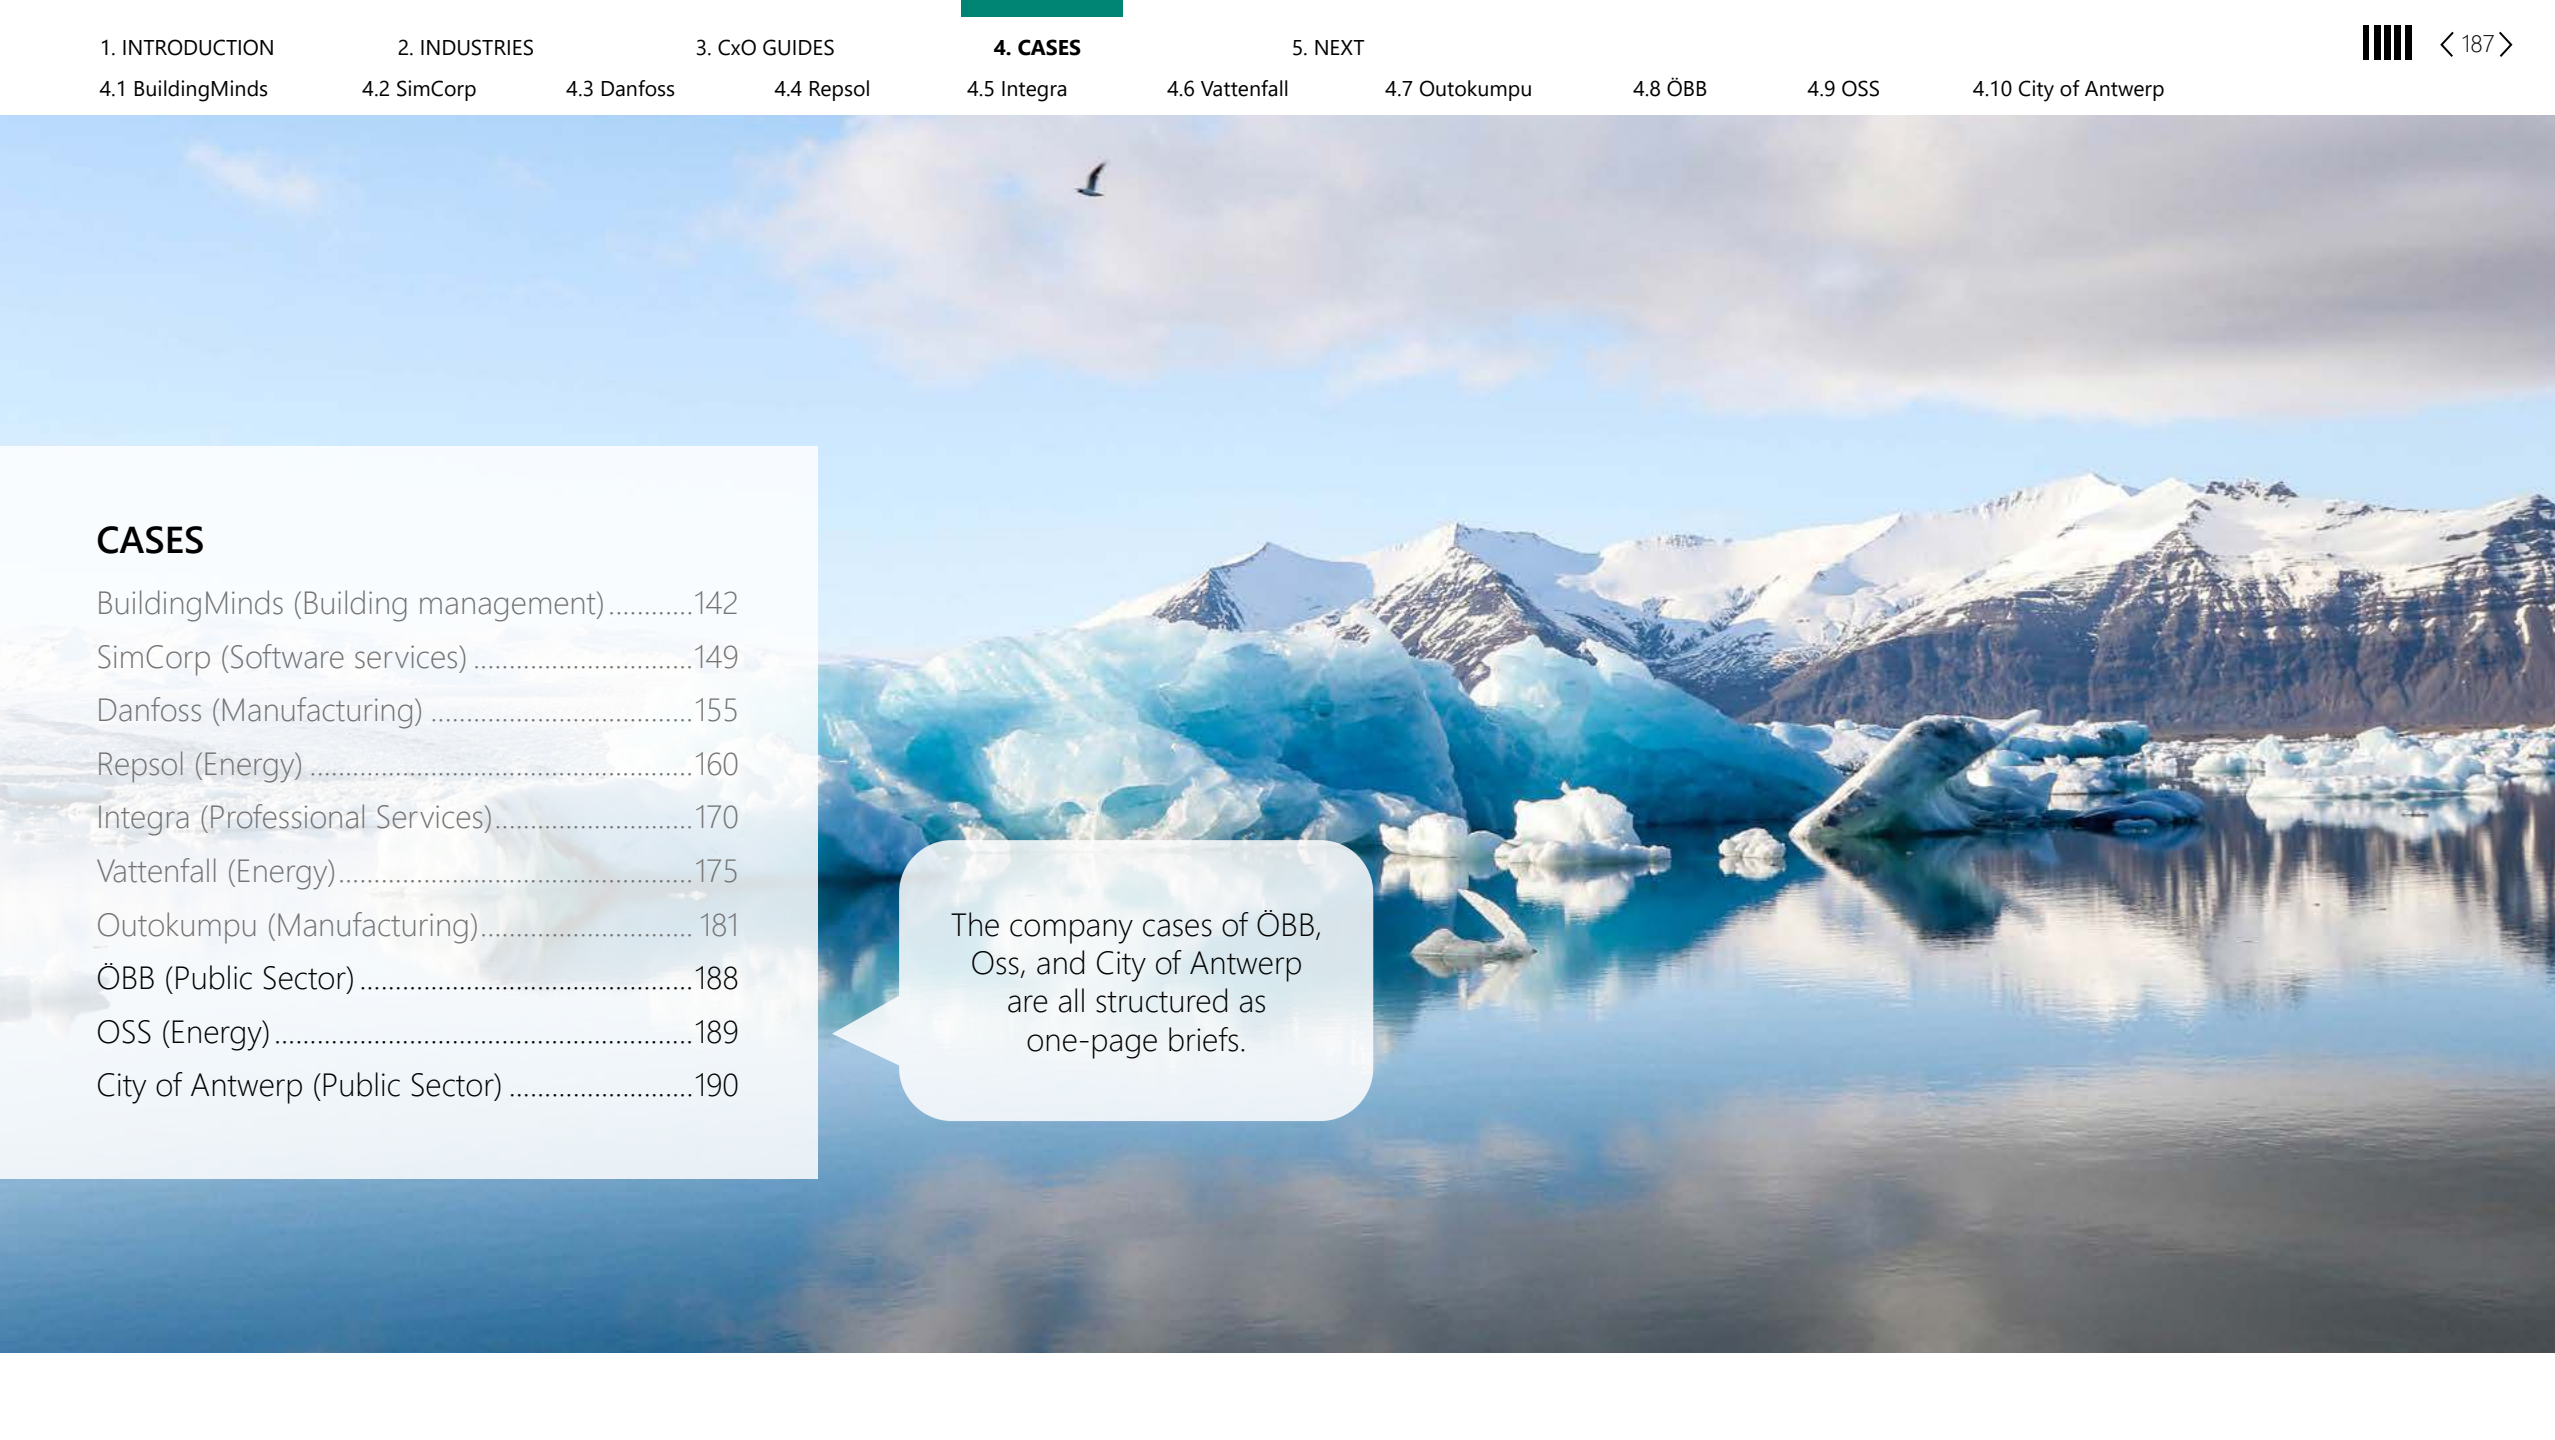 1. INTRODUCTION 2. INDUSTRIES 3. CxO GUIDES 4. CASES 5. NEXT 187
4.1 BuildingMinds 4.2 SimCorp 4.3 Danfoss 4.4 Repsol 4.5 Integra 4.6 Vattenfall 4.7 Outokumpu 4.8 ÖBB 4.9 OSS 4.10 City of Antwerp
CASES
BuildingMinds (Building management)............142
SimCorp (Software services)...............................149
Danfoss (Manufacturing).....................................155
Repsol (Energy)......................................................160
Integra (Professional Services)............................170
Vattenfall (Energy)..................................................175
Outokumpu (Manufacturing).............................. 181
ÖBB (Public Sector)...............................................188
OSS (Energy)...........................................................189
City of Antwerp (Public Sector)..........................190
The company cases of ÖBB,
Oss, and City of Antwerp
are all structured as
one-page briefs.